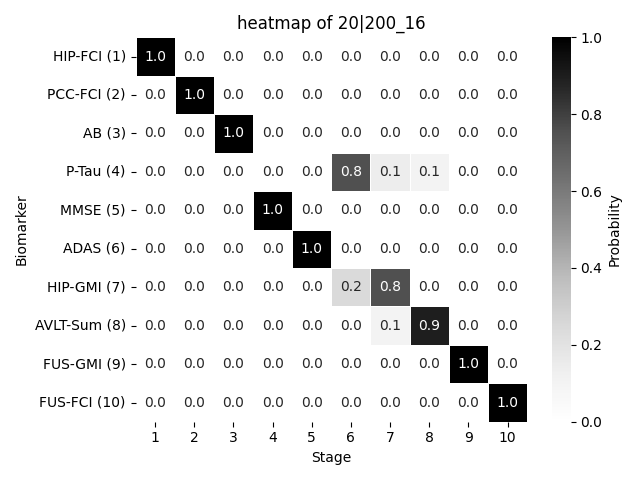 heatmap of 20|200_16
HIP-FCI (1) 1.0 0.0 0.0 0.0 0.0 0.0 0.0 0.0 0.0 0.0
PCC-FCI (2) 0.0 1.0 0.0 0.0 0.0 0.0 0.0 0.0 0.0 0.0
AB (3) 0.0 0.0 1.0 0.0 0.0 0.0 0.0 0.0 0.0 0.0
P-Tau (4) 0.0 0.0 0.0 0.0 0.0 0.8 0.1 0.1 0.0 0.0
MMSE (5) 0.0 0.0 0.0 1.0 0.0 0.0 0.0 0.0 0.0 0.0
ADAS (6) 0.0 0.0 0.0 0.0 1.0 0.0 0.0 0.0 0.0 0.0
HIP-GMI (7) 0.0 0.0 0.0 0.0 0.0 0.2 0.8 0.0 0.0 0.0
AVLT-Sum (8) 0.0 0.0 0.0 0.0 0.0 0.0 0.1 0.9 0.0 0.0
FUS-GMI (9) 0.0 0.0 0.0 0.0 0.0 0.0 0.0 0.0 1.0 0.0
FUS-FCI (10) 0.0 0.0 0.0 0.0 0.0 0.0 0.0 0.0 0.0 1.0
1 2 3 4 5 6 7 8 9 10
Stage
Biomarker
1.0
0.8
0.6
0.4
0.2
0.0
Probability